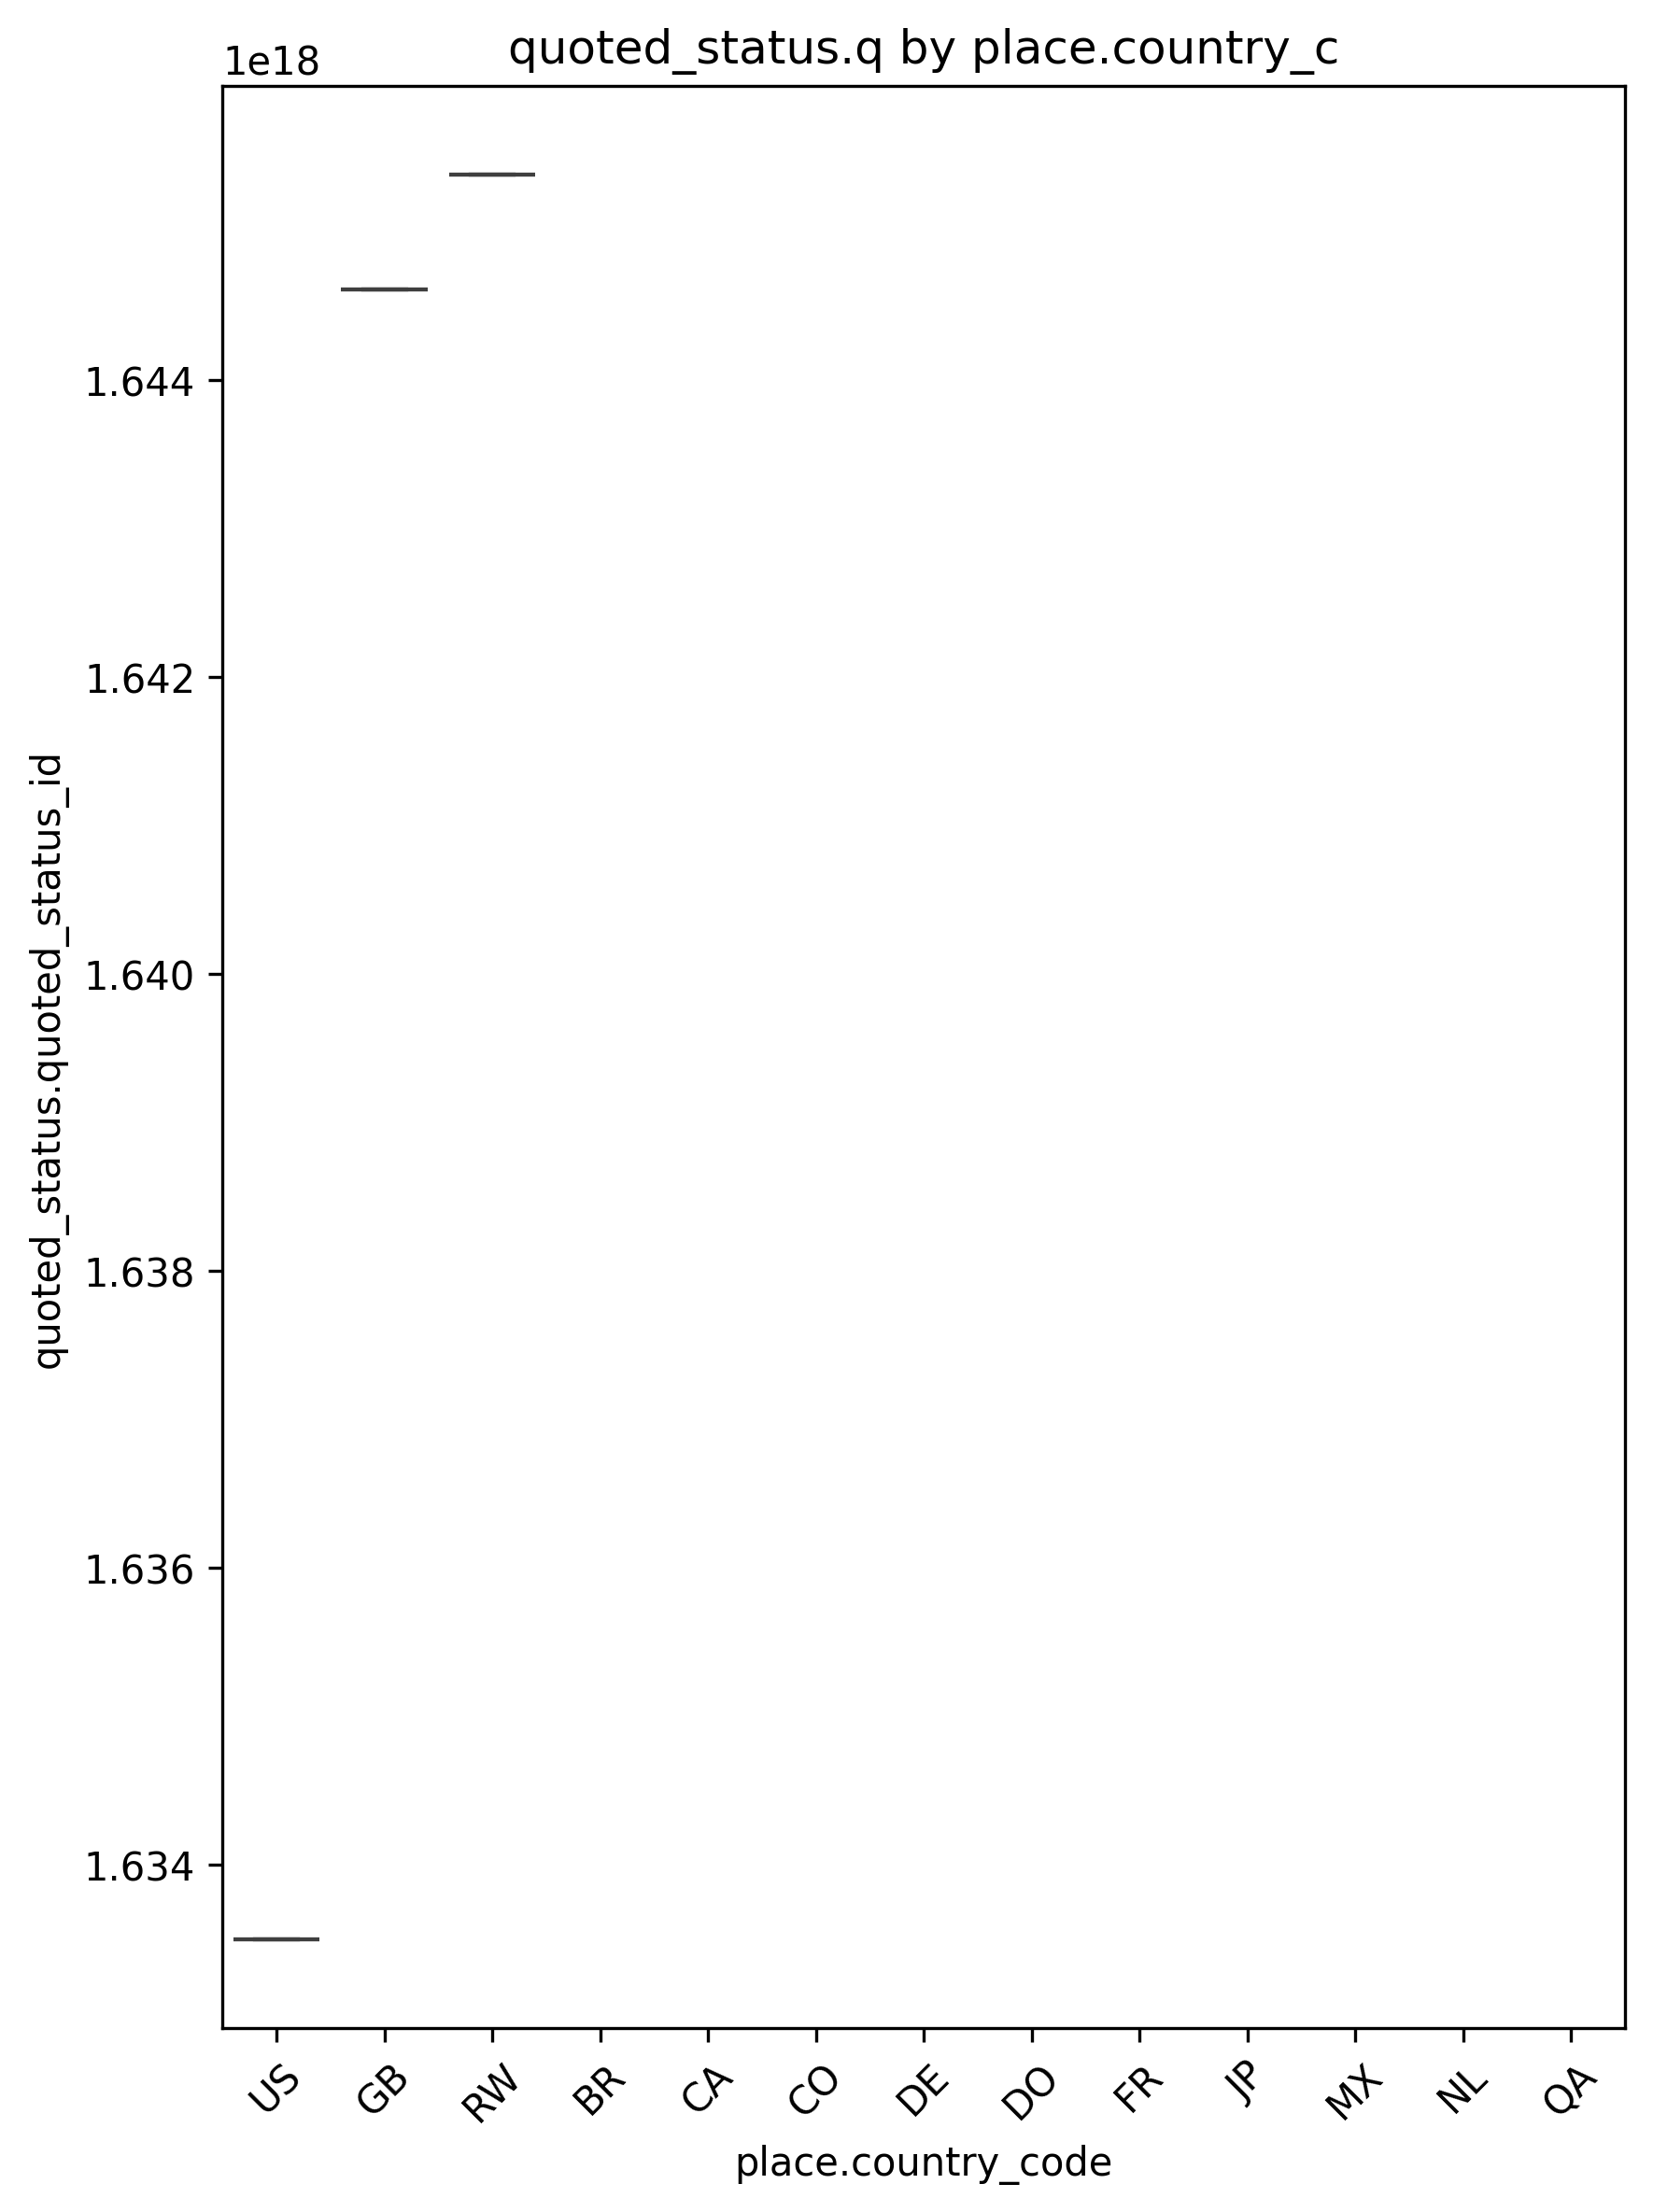 quoted_status.q by place.country_c
1e18
1.644
1.642
1.640
1.638
1.636
1.634
quoted_status.quoted_status_id
US GB RW BR CA CO DE DO FR JP MX NL QA
place.country_code